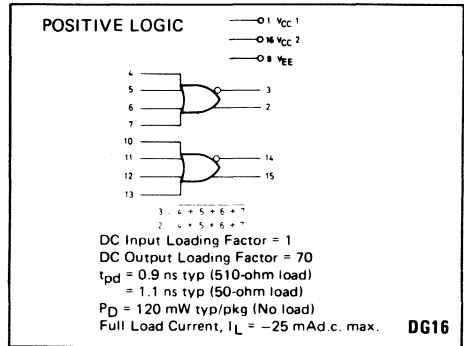 POSITIVE LOGIC
1 VCC 1
16 VCC 2
8 VEE
4
5
6
7
3
2
10
11
12
13
14
15
3 = 4 + 5 + 6 + 7
2 = 4 + 5 + 6 + 7
DC Input Loading Factor = 1
DC Output Loading Factor = 70
tpd = 0.9 ns typ (510-ohm load)
= 1.1 ns typ (50-ohm load)
PD = 120 mW typ/pkg (No load)
Full Load Current, IL = −25 mAd.c. max.
DG16